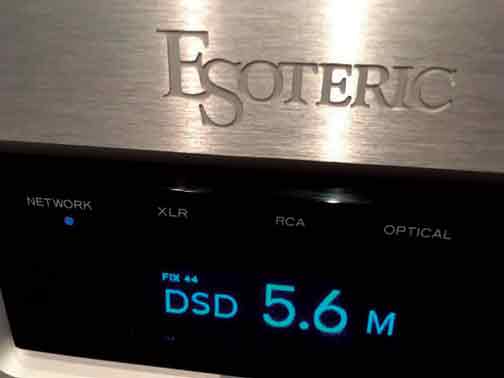 ESOTERIC
NETWORK XLR RCA OPTICAL
FIX 44
DSD 5.6 M